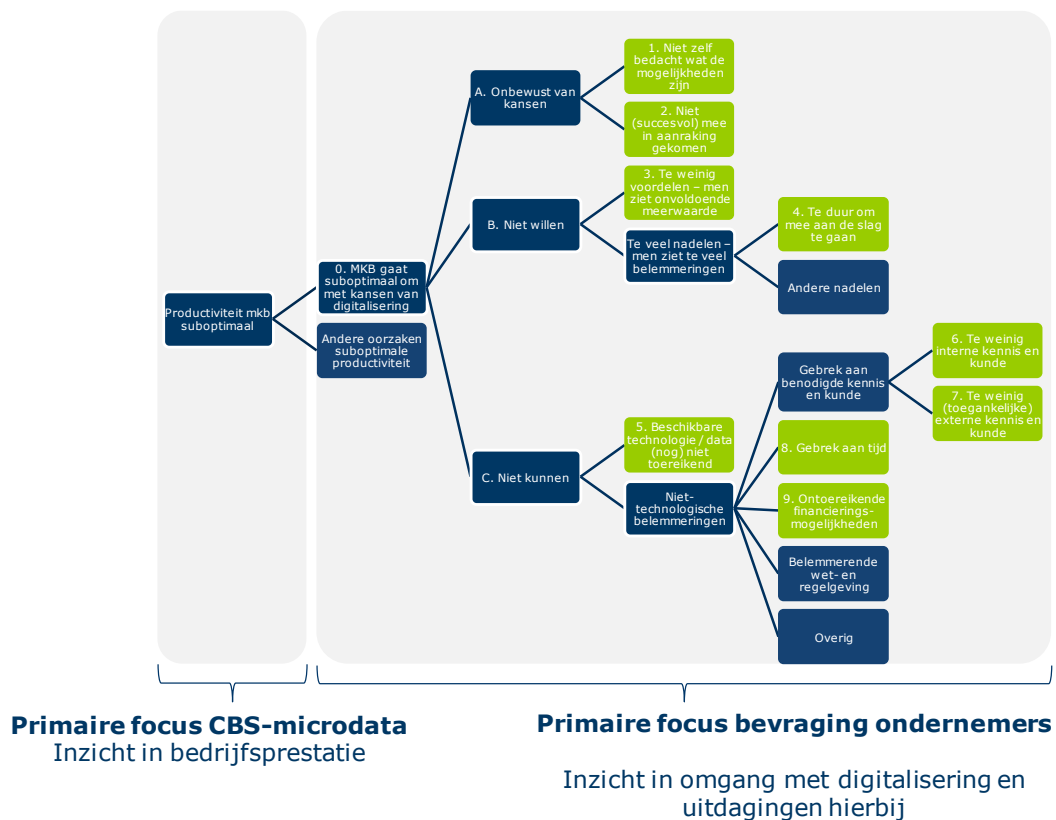 Productiviteit mkb
suboptimaal
0. MKB gaat
suboptimaal om
met kansen van
digitalisering
Andere oorzaken
suboptimale
productiviteit
A. Onbewust van
kansen
1. Niet zelf
bedacht wat de
mogelijkheden
zijn
2. Niet
(succesvol) mee
in aanraking
gekomen
B. Niet willen
3. Te weinig
voordelen – men
ziet onvoldoende
meerwaarde
Te veel nadelen –
men ziet te veel
belemmeringen
4. Te duur om
mee aan de slag
te gaan
Andere nadelen
C. Niet kunnen
5. Beschikbare
technologie / data
(nog) niet
toereikend
Niet-
technologische
belemmeringen
Gebrek aan
benodigde kennis
en kunde
6. Te weinig
interne kennis en
kunde
7. Te weinig
(toegankelijke)
externe kennis en
kunde
8. Gebrek aan tijd
9. Ontoereikende
financierings-
mogelijkheden
Belemmerende
wet- en
regelgeving
Overig
Primaire focus CBS-microdata
Inzicht in bedrijfsprestatie
Primaire focus bevraging ondernemers
Inzicht in omgang met digitalisering en
uitdagingen hierbij